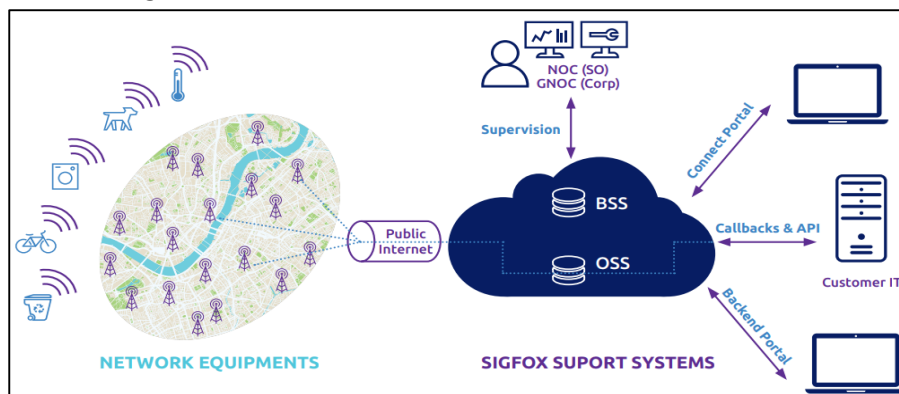 NOC (SO)
GNOC (Corp)
Supervision
Connect Portal
BSS
Public
Internet
Callbacks & API
OSS
Customer IT
Backend Portal
NETWORK EQUIPMENTS
SIGFOX SUPORT SYSTEMS